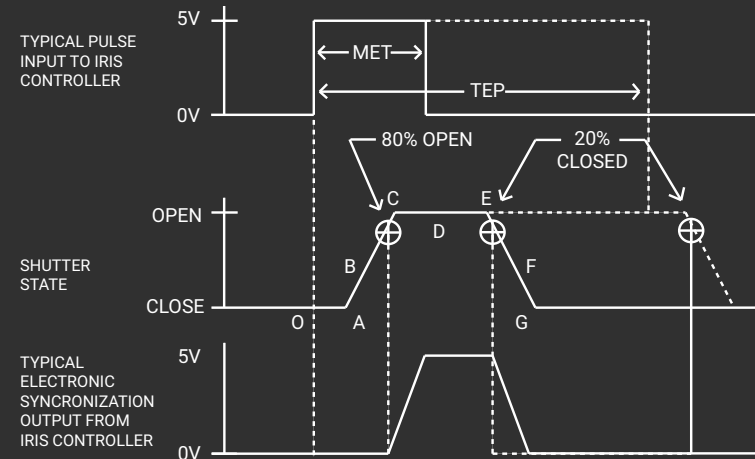 TYPICAL PULSE
INPUT TO IRIS
CONTROLLER
5V
0V
MET
TEP
80% OPEN
20%
CLOSED
SHUTTER
STATE
OPEN
CLOSE
C
E
B
D
F
O
A
G
TYPICAL
ELECTRONIC
SYNCRONIZATION
OUTPUT FROM
IRIS CONTROLLER
5V
0V